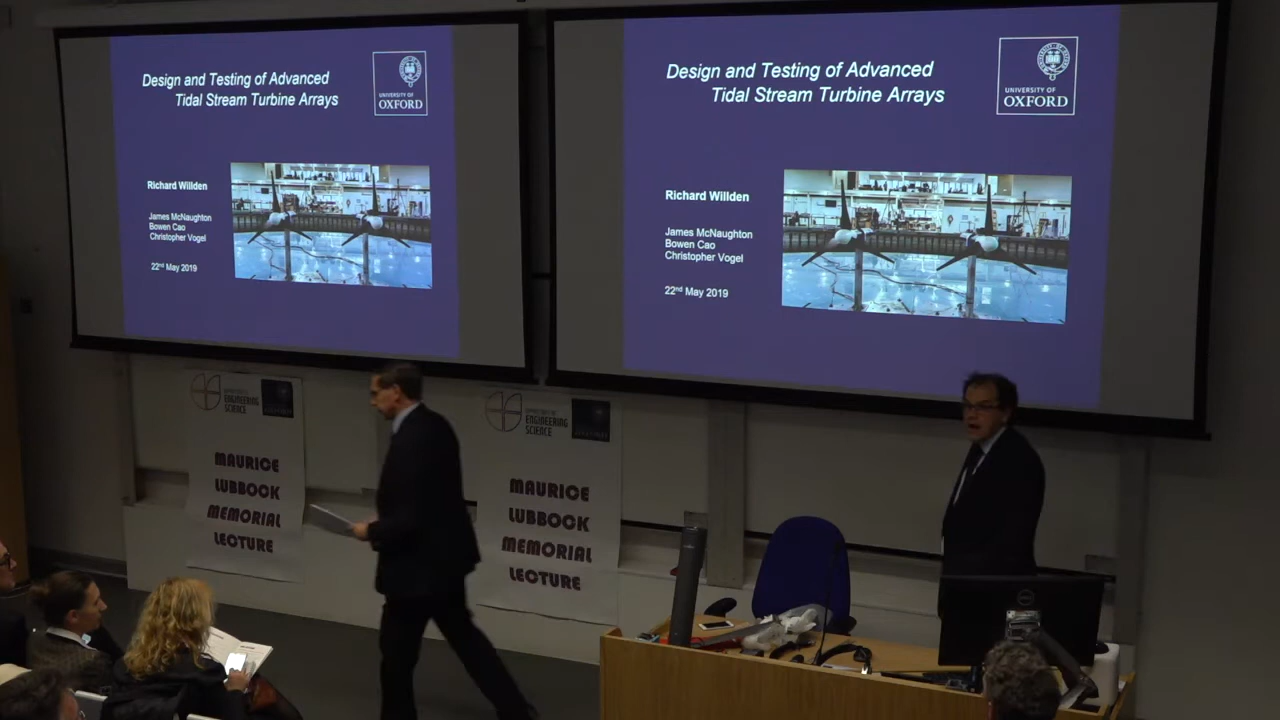 Design and Testing of Advanced
Tidal Stream Turbine Arrays
UNIVERSITY OF
OXFORD
Richard Willden
James McNaughton
Bowen Cao
Christopher Vogel
22nd May 2019
Design and Testing of Advanced
Tidal Stream Turbine Arrays
UNIVERSITY OF
OXFORD
Richard Willden
James McNaughton
Bowen Cao
Christopher Vogel
22nd May 2019
ENGINEERING
SCIENCE
MAURICE
LUBBOCK
MEMORIAL
LECTURE
ENGINEERING
SCIENCE
MAURICE
LUBBOCK
MEMORIAL
LECTURE
DELL